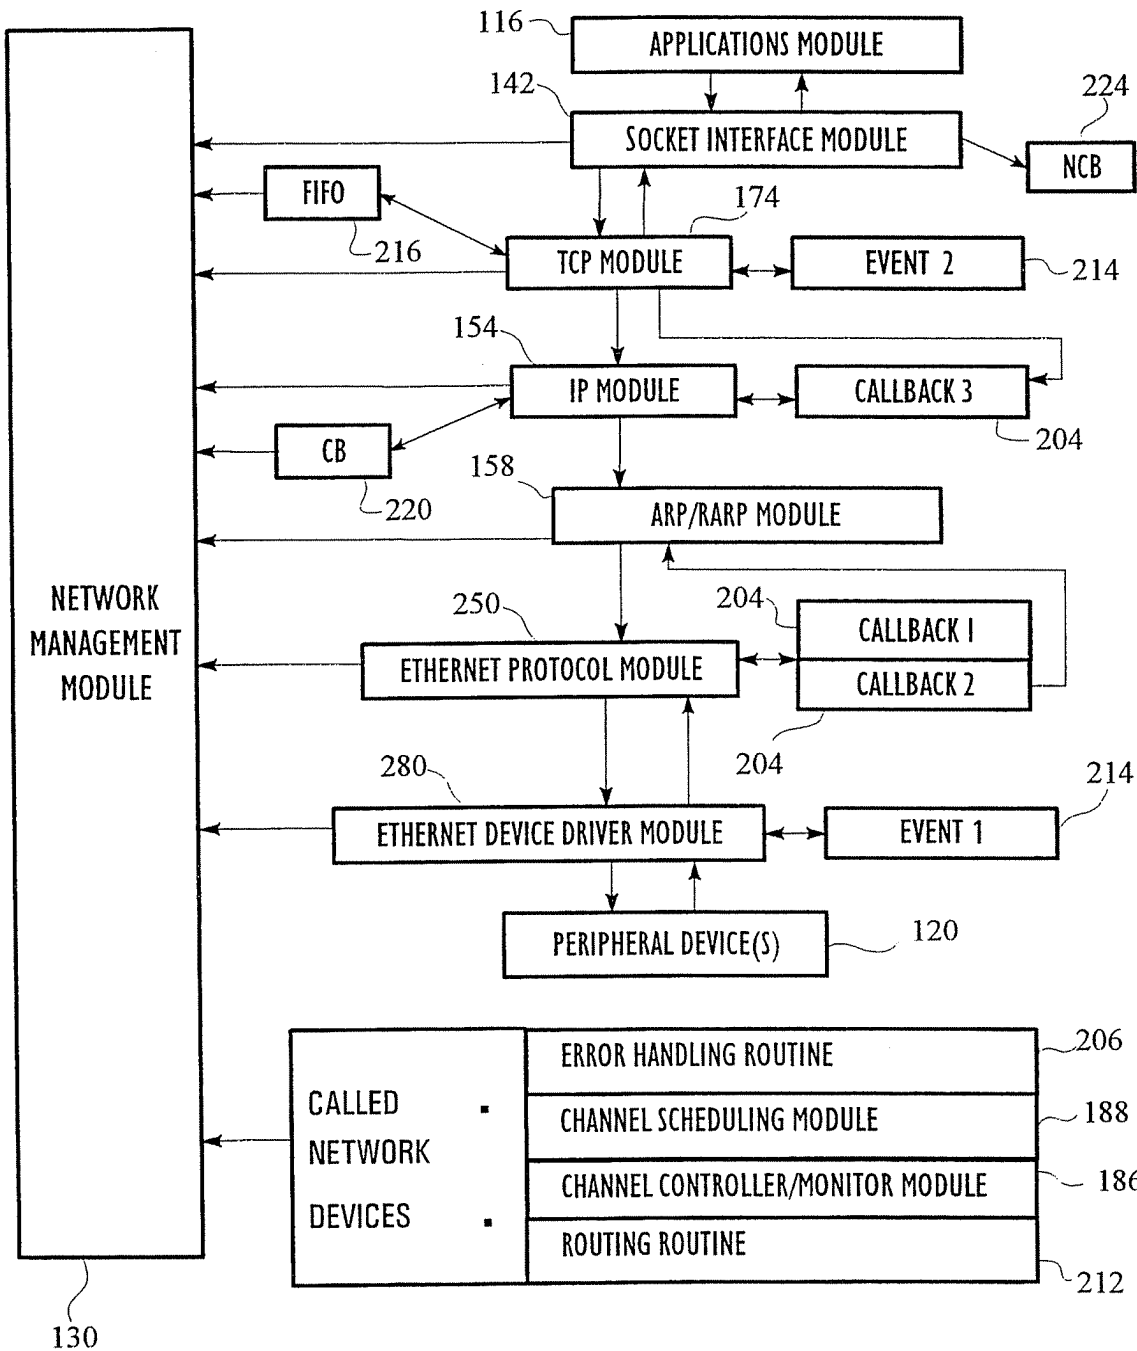 116
APPLICATIONS MODULE
142
224
SOCKET INTERFACE MODULE
NCB
FIFO
174
216
TCP MODULE
EVENT 2
214
154
IP MODULE
CALLBACK 3
204
CB
158
220
ARP/RARP MODULE
NETWORK
MANAGEMENT
MODULE
250
204
CALLBACK 1
ETHERNET PROTOCOL MODULE
CALLBACK 2
204
280
214
ETHERNET DEVICE DRIVER MODULE
EVENT 1
PERIPHERAL DEVICE(S)
120
ERROR HANDLING ROUTINE
206
CALLED
NETWORK
DEVICES
CHANNEL SCHEDULING MODULE
188
CHANNEL CONTROLLER/MONITOR MODULE
186
ROUTING ROUTINE
212
130